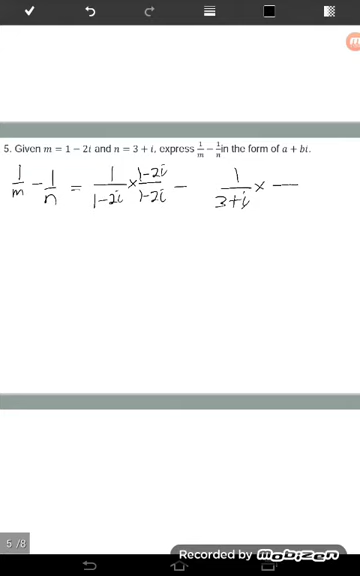 5. Given m = 1 − 2i and n = 3 + i, express 1/m − 1/n in the form of a + bi.
1/m − 1/n = 1/(1−2i) × (1−2i)/(1−2i) − 1/(3+i) × —
5 / 8
Recorded by Mobizen